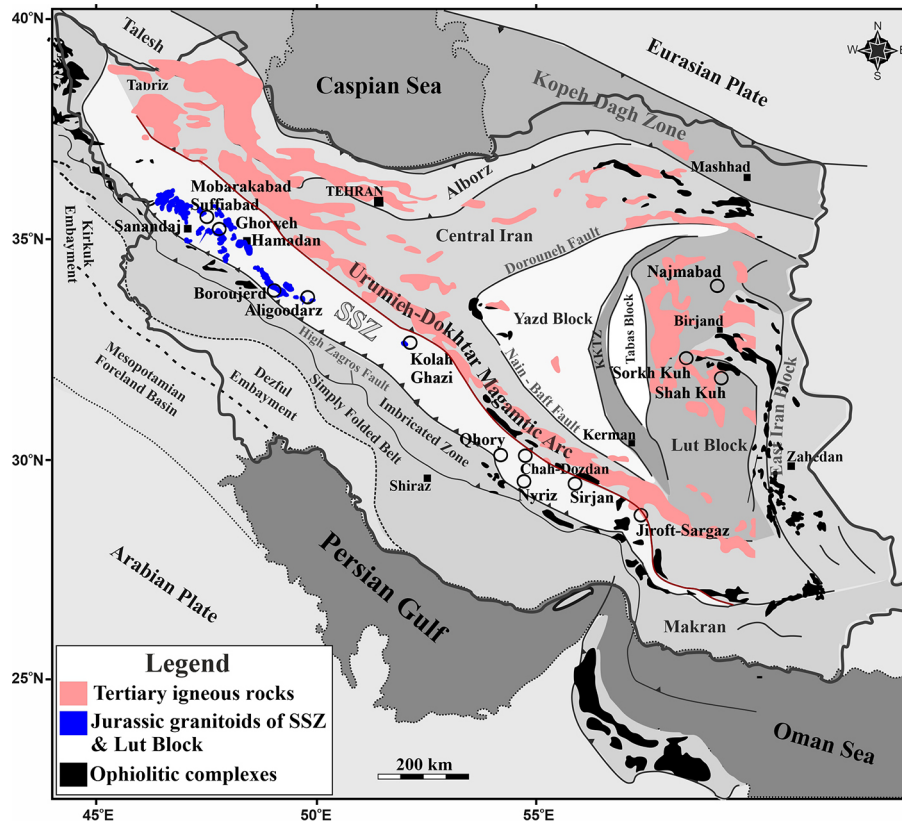 40°N
Talesh
Eurasian Plate
N
W E
S
Tabriz
Caspian Sea
Kopeh Dagh Zone
Mashhad
Alborz
TEHRAN
Mobarakabad
Suffiabad
Ghorveh
Sanandaj
Hamadan
35°N
Kirkuk
Embayment
Central Iran
Dorouneh Fault
Najmabad
Boroujerd
Aligoodarz
Urumieh-Dokhtar Magamtic Arc
SSZ
Yazd Block
KKTZ
Tabas Block
Birjand
High Zagros Fault
Kolah
Ghazi
Nain - Baft Fault
Sorkh Kuh
Shah Kuh
Mesopotamian
Foreland Basin
Dezful
Embayment
Simply Folded Belt
Imbricated Zone
Kerman
Lut Block
East Iran Block
Zahedan
30°N
Qhory
Chah-Dozdan
Shiraz
Nyriz
Sirjan
Jiroft-Sargaz
Arabian Plate
Persian Gulf
Makran
25°N
Oman Sea
Legend
Tertiary igneous rocks
Jurassic granitoids of SSZ
& Lut Block
Ophiolitic complexes
200 km
45°E
50°E
55°E